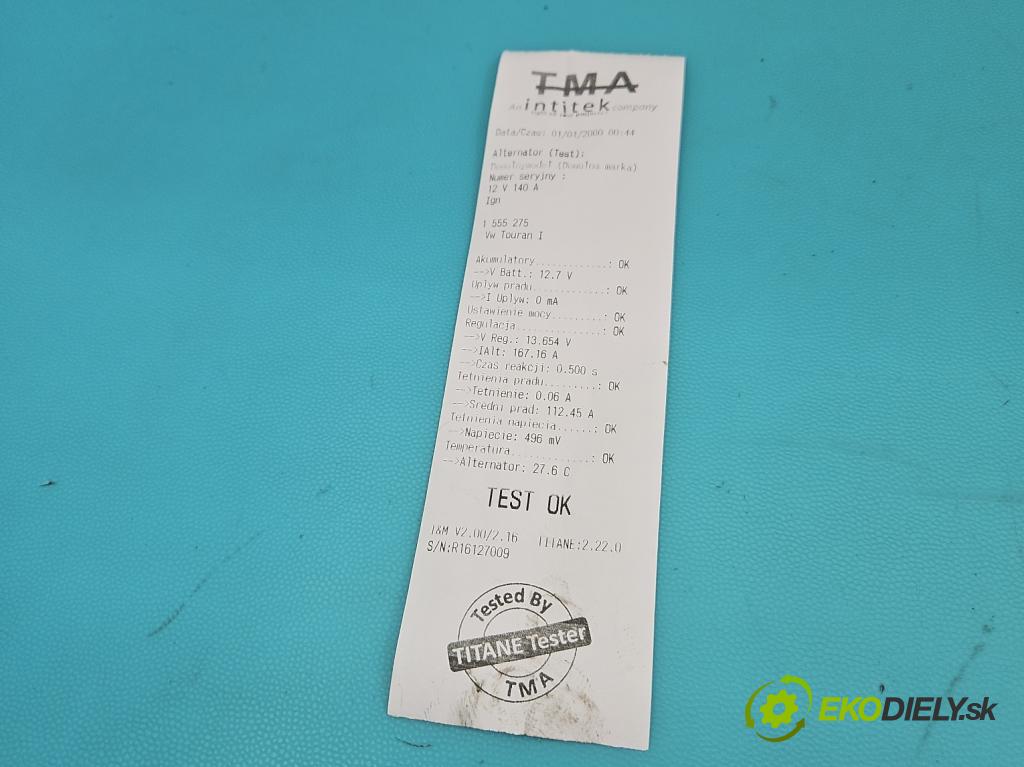 TMA
An intitek company
Data/Czas: 01/01/2000 00:44
Alternator (Test):
(Domulna marka)
Numer seryjny :
12 V 140 A
Ign
1 555 275
Vw Touran I
Akumulatory............: OK
-->V Batt.: 12.7 V
Uplyw pradu............: OK
-->I Uplyw: 0 mA
Ustawienie mocy.........: OK
Regulacja..............: OK
-->V Reg.: 13.654 V
-->IAlt: 167.16 A
-->Czas reakcji: 0.500 s
Tetnienia pradu.........: OK
-->Tetnienie: 0.06 A
-->Sredni prad: 112.45 A
Tetnienia napiecia......: OK
-->Napiecie: 496 mV
Temperatura.............: OK
-->Alternator: 27.6 C
TEST OK
T&M V2.00/2.16 TITANE:2.22.0
S/N:R16127009
Tested By
TITANE Tester
TMA
EKODIELY.sk